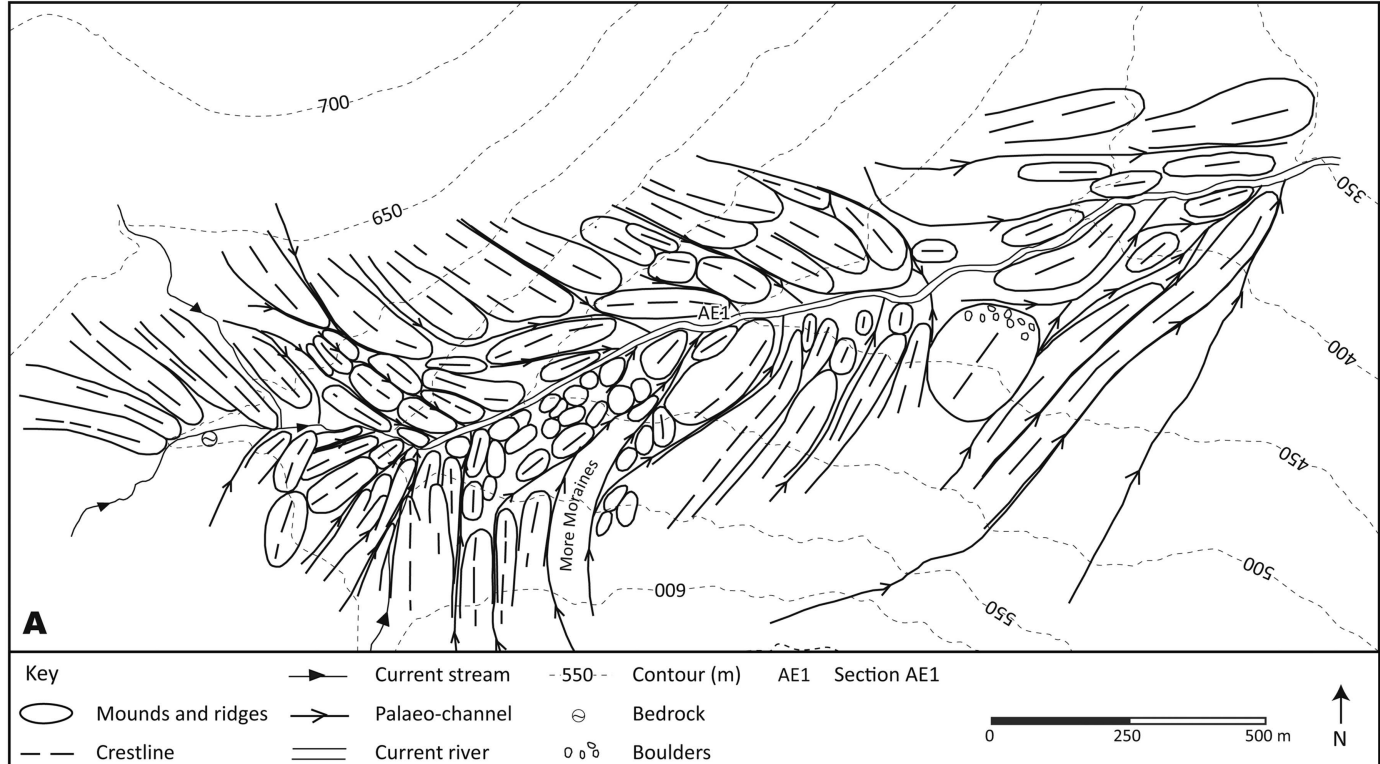 700
650
350
AE1
400
450
More Moraines
500
600
550
A
Key
Current stream
550
Contour (m)
AE1
Section AE1
Mounds and ridges
Palaeo-channel
Bedrock
Crestline
Current river
Boulders
0
250
500 m
N